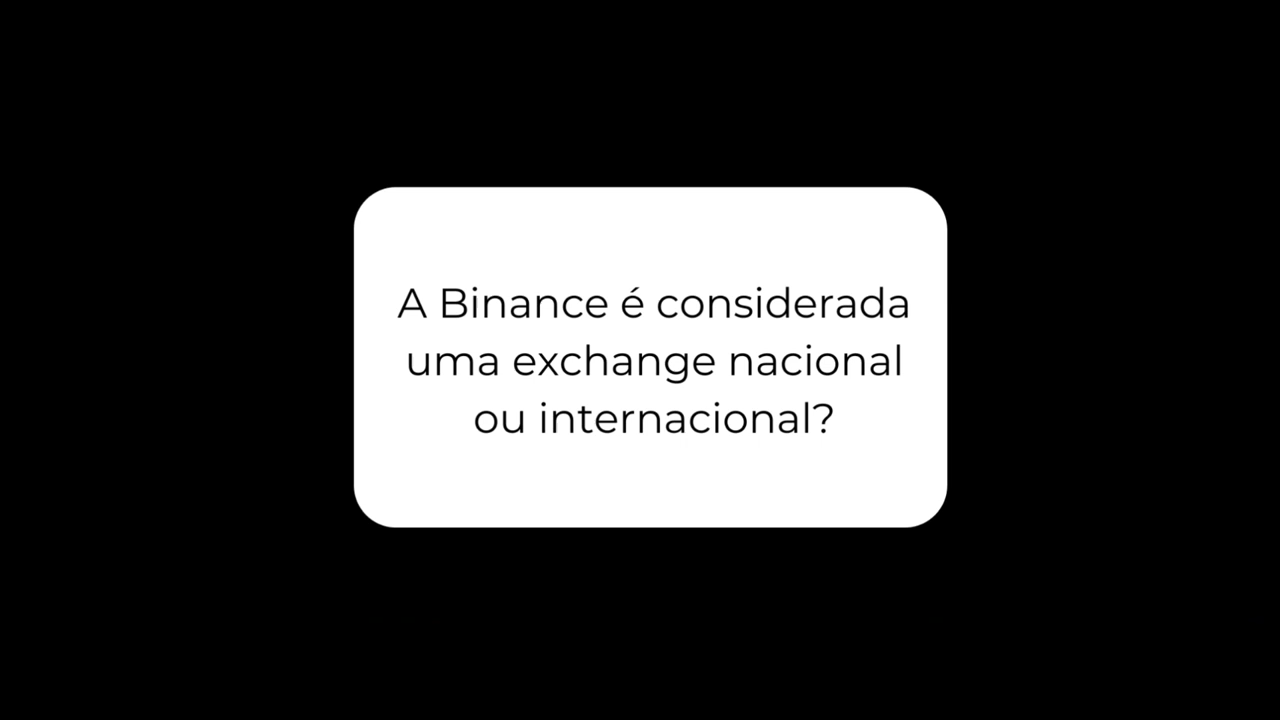 A Binance é considerada
uma exchange nacional
ou internacional?